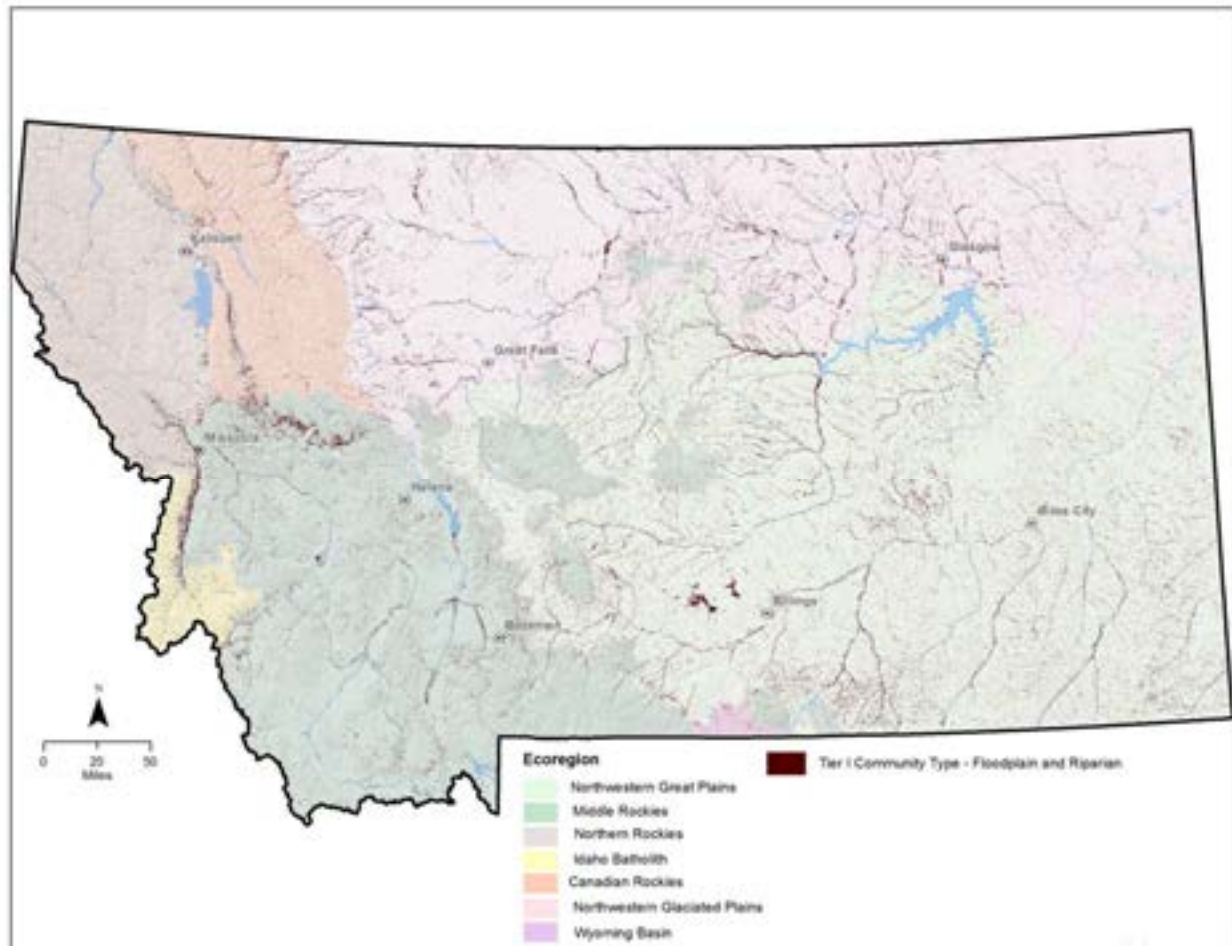 Kalispell
Glasgow
Great Falls
Missoula
Helena
Miles City
Billings
Bozeman
N
0 25 50
Miles
Ecoregion
Northwestern Great Plains
Middle Rockies
Northern Rockies
Idaho Batholith
Canadian Rockies
Northwestern Glaciated Plains
Wyoming Basin
Tier I Community Type - Floodplain and Riparian